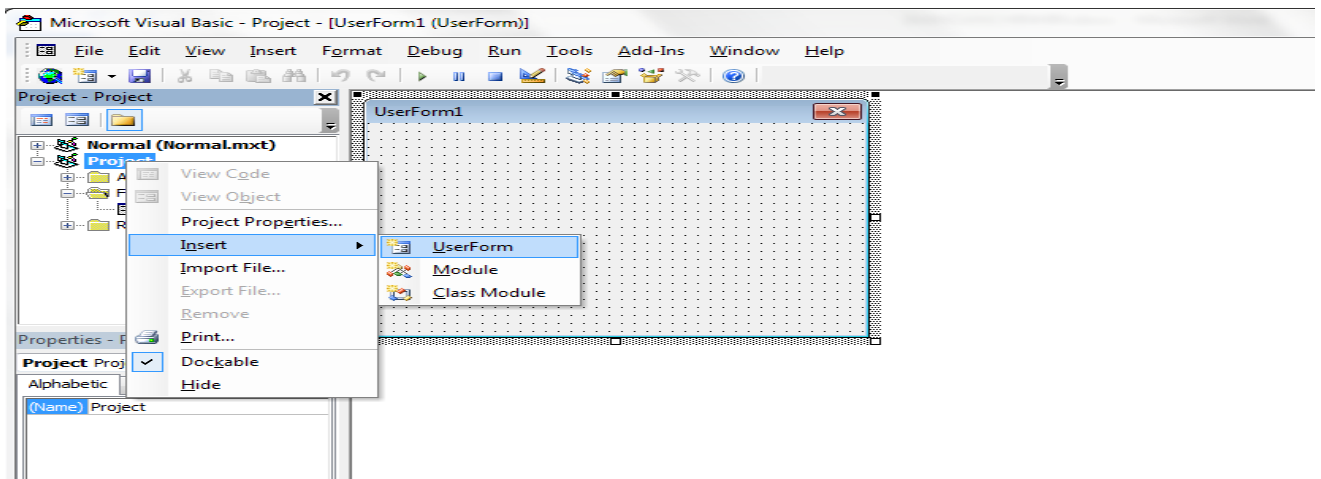 Microsoft Visual Basic - Project - [UserForm1 (UserForm)]
File Edit View Insert Format Debug Run Tools Add-Ins Window Help
Project - Project
UserForm1
Normal (Normal.mxt)
Project
A
F
R
View Code
View Object
Project Properties...
Insert
Import File...
Export File...
Remove
Print...
Dockable
Hide
UserForm
Module
Class Module
Properties - P
Project Proj
Alphabetic
(Name) Project